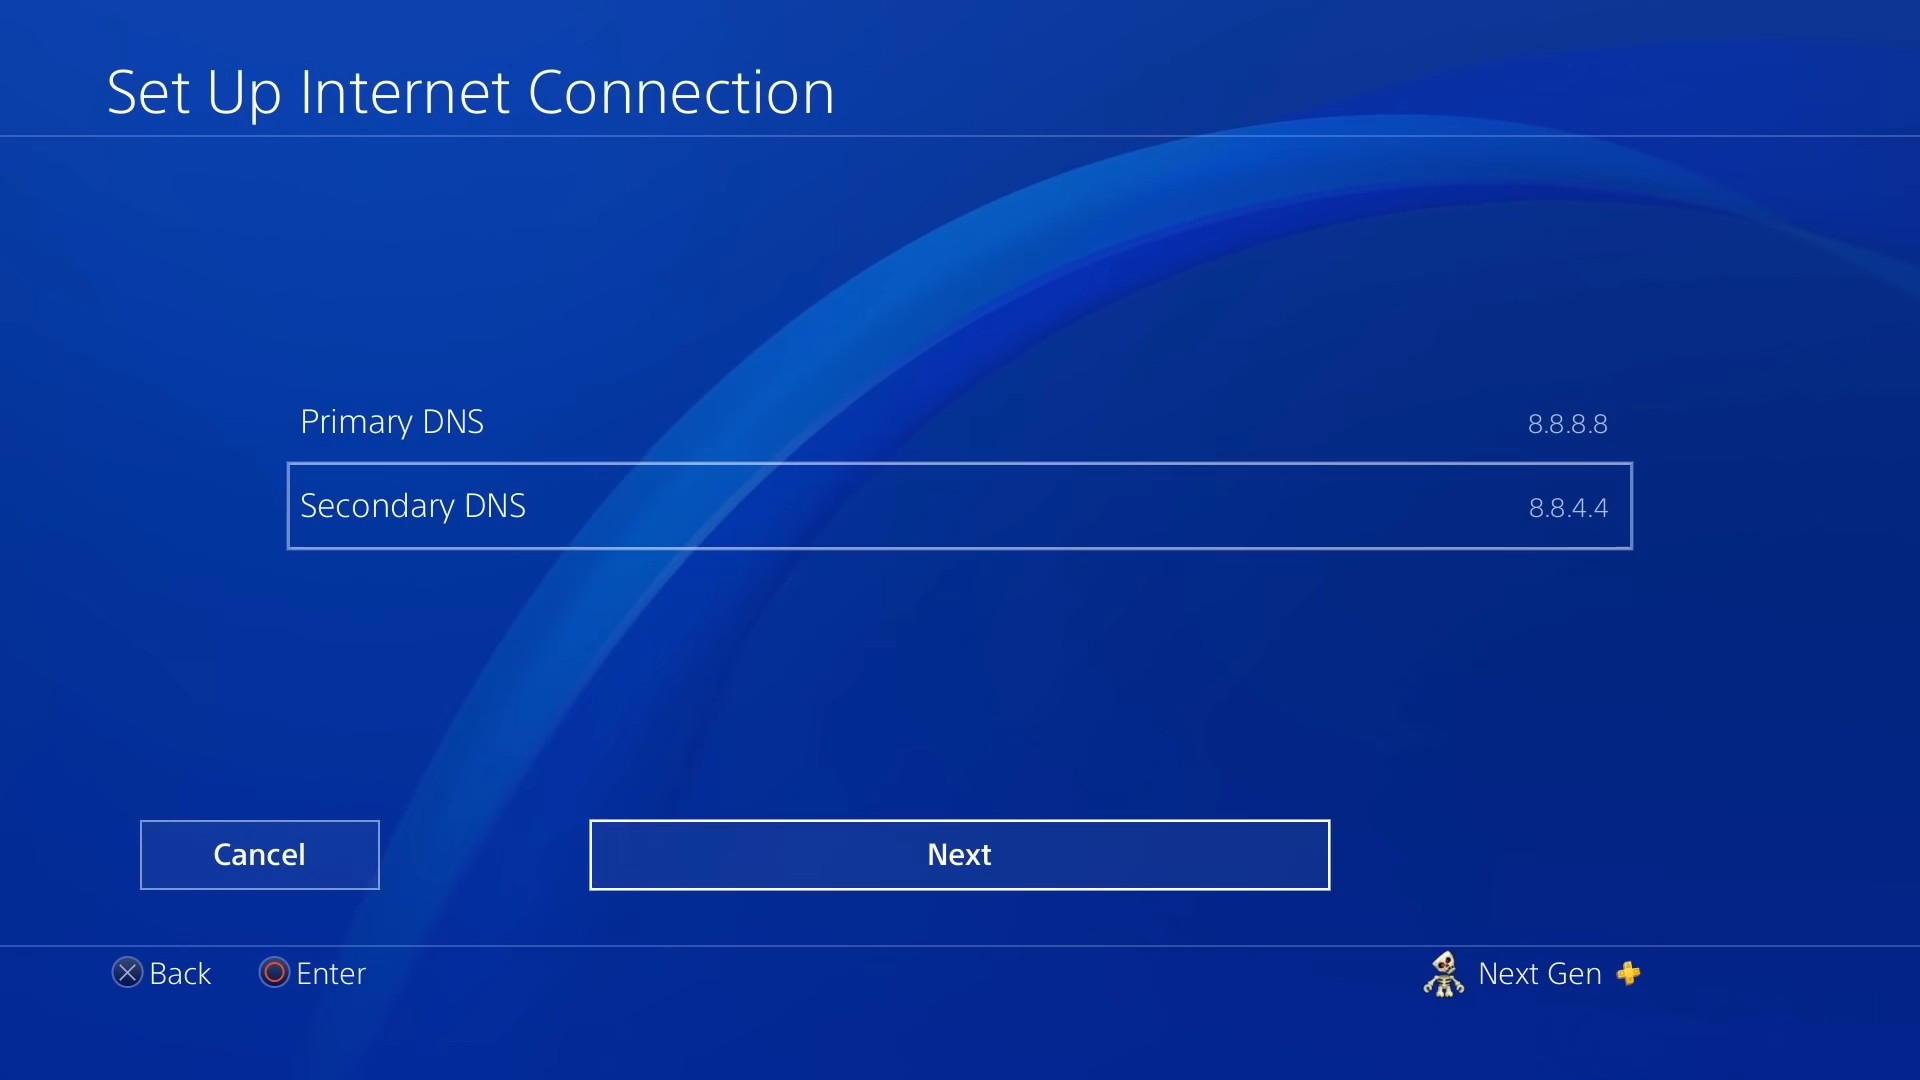 Set Up Internet Connection
Primary DNS 8.8.8.8
Secondary DNS 8.8.4.4
Cancel Next
Back Enter Next Gen